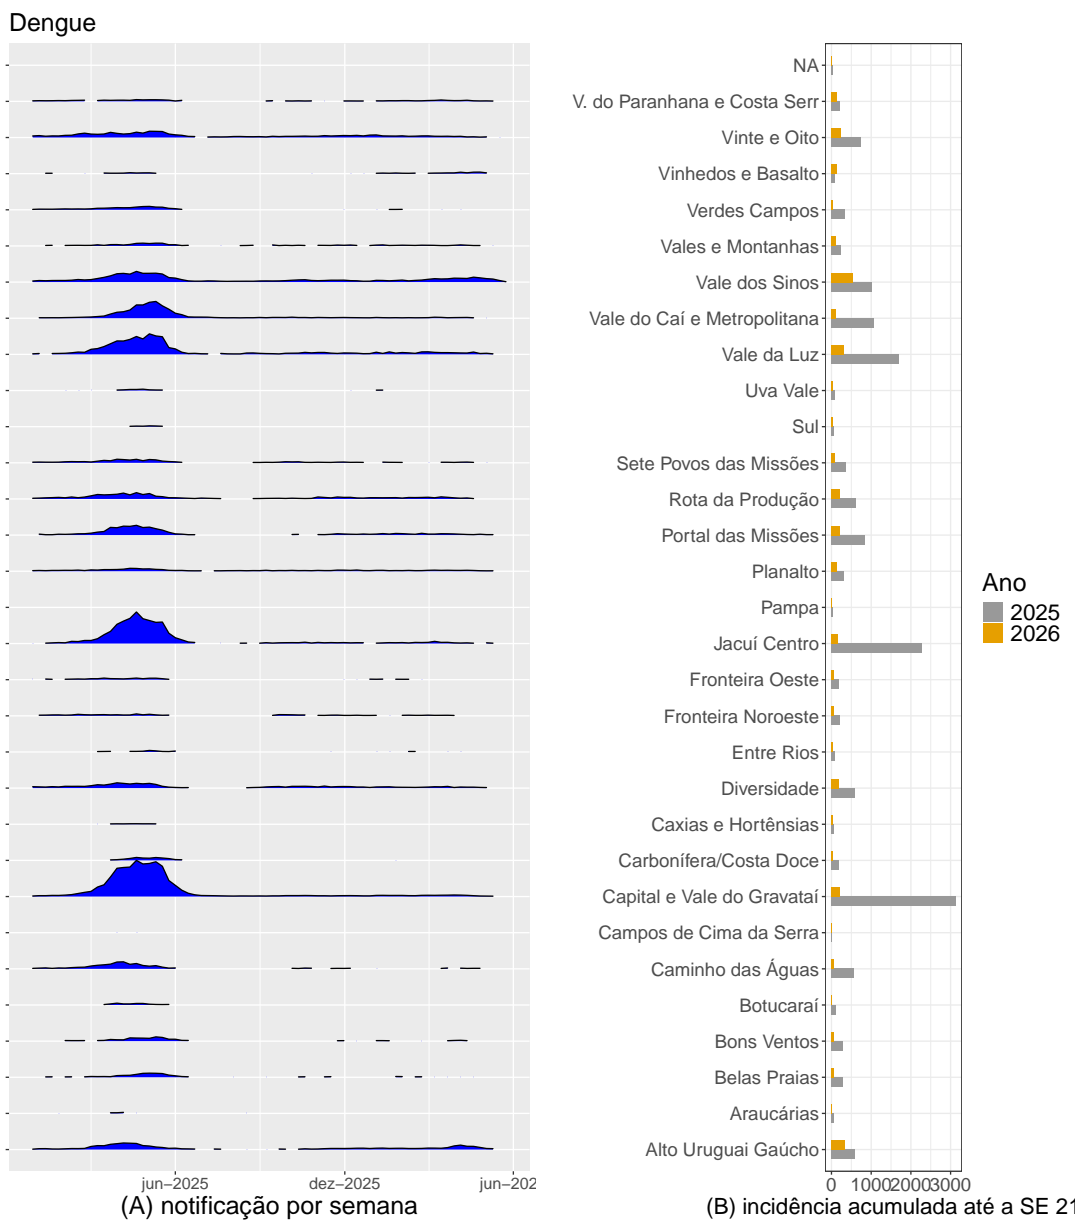 Dengue
NA
V. do Paranhana e Costa Serr
Vinte e Oito
Vinhedos e Basalto
Verdes Campos
Vales e Montanhas
Vale dos Sinos
Vale do Caí e Metropolitana
Vale da Luz
Uva Vale
Sul
Sete Povos das Missões
Rota da Produção
Portal das Missões
Planalto
Pampa
Jacuí Centro
Fronteira Oeste
Fronteira Noroeste
Entre Rios
Diversidade
Caxias e Hortênsias
Carbonífera/Costa Doce
Capital e Vale do Gravataí
Campos de Cima da Serra
Caminho das Águas
Botucaraí
Bons Ventos
Belas Praias
Araucárias
Alto Uruguai Gaúcho
Ano
2025
2026
jun–2025 dez–2025 jun–202
0 1000 2000 3000
(A) notificação por semana
(B) incidência acumulada até a SE 21